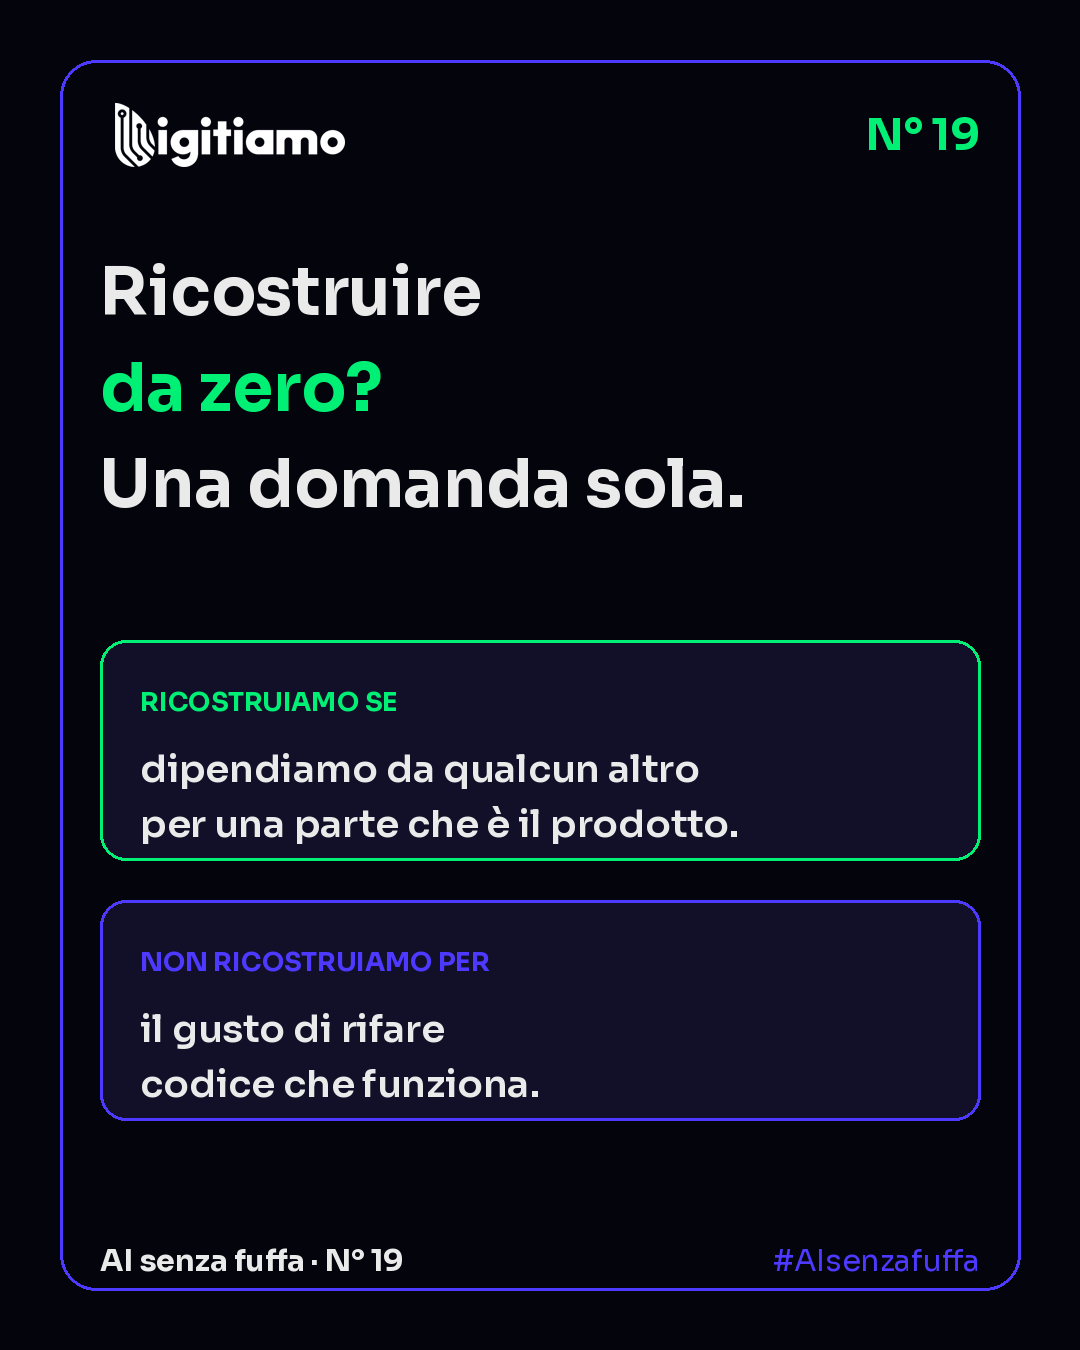 Digitiamo
N° 19
Ricostruire
da zero?
Una domanda sola.
RICOSTRUIAMO SE
dipendiamo da qualcun altro
per una parte che è il prodotto.
NON RICOSTRUIAMO PER
il gusto di rifare
codice che funziona.
AI senza fuffa · N° 19
#AIsenzafuffa